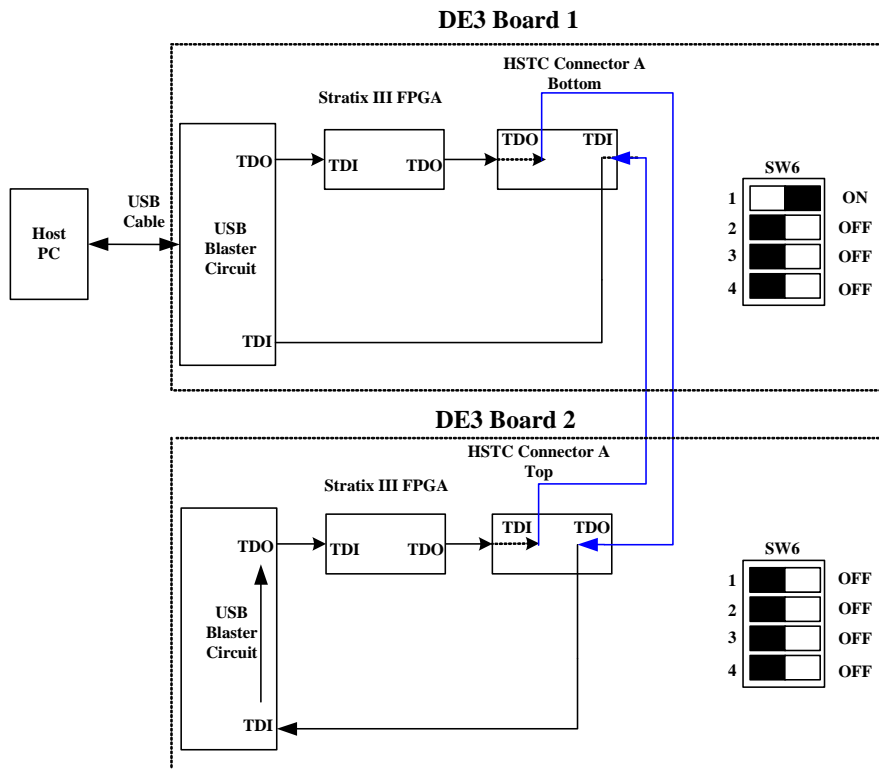 DE3 Board 1
HSTC Connector A
Bottom
Stratix III FPGA
TDO
TDI
TDO
TDO
TDI
SW6
1
ON
2
OFF
3
OFF
4
OFF
USB
Cable
Host
PC
USB
Blaster
Circuit
TDI
DE3 Board 2
HSTC Connector A
Top
Stratix III FPGA
TDO
TDI
TDO
TDI
TDO
SW6
1
OFF
2
OFF
3
OFF
4
OFF
USB
Blaster
Circuit
TDI